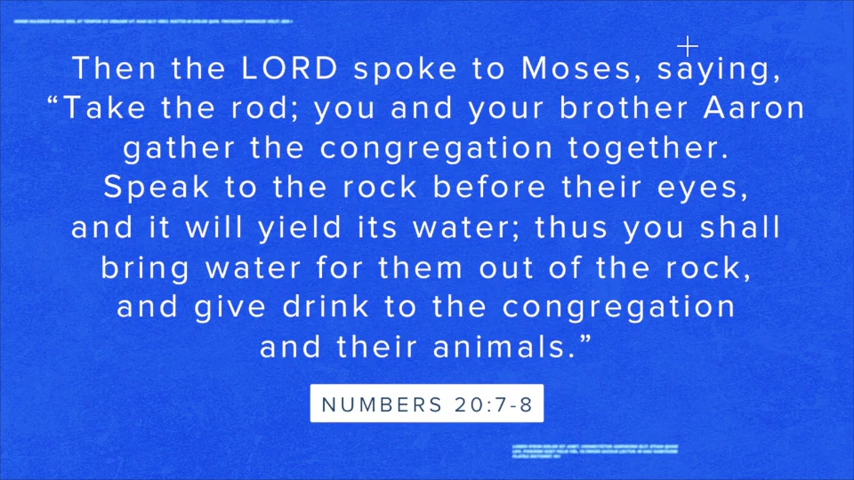 Then the LORD spoke to Moses, saying,
“Take the rod; you and your brother Aaron
gather the congregation together.
Speak to the rock before their eyes,
and it will yield its water; thus you shall
bring water for them out of the rock,
and give drink to the congregation
and their animals.”
NUMBERS 20:7-8